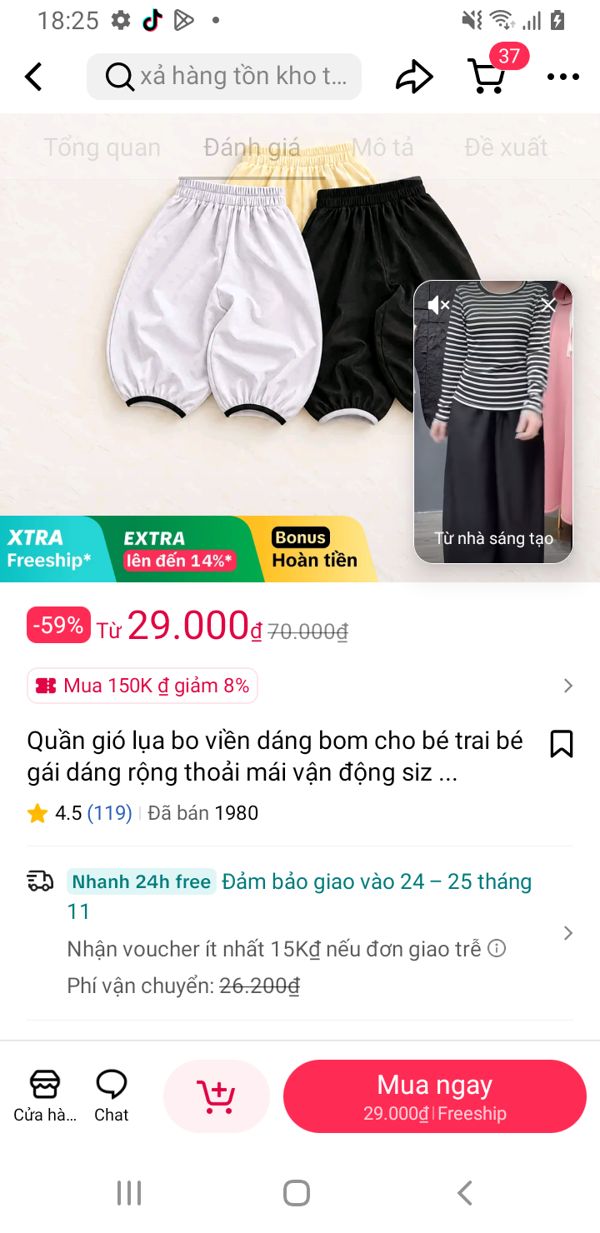 18:25
37
xả hàng tồn kho t...
Tổng quan
Đánh giá
Mô tả
Đề xuất
Từ nhà sáng tạo
XTRA
Freeship*
EXTRA
lên đến 14%*
Bonus
Hoàn tiền
-59% Từ 29.000₫ 70.000₫
Mua 150K ₫ giảm 8%
Quần gió lụa bo viền dáng bom cho bé trai bé
gái dáng rộng thoải mái vận động siz ...
4.5 (119) Đã bán 1980
Nhanh 24h free Đảm bảo giao vào 24 – 25 tháng
11
Nhận voucher ít nhất 15K₫ nếu đơn giao trễ
Phí vận chuyển: 26.200₫
Cửa hà...
Chat
Mua ngay
29.000₫ | Freeship